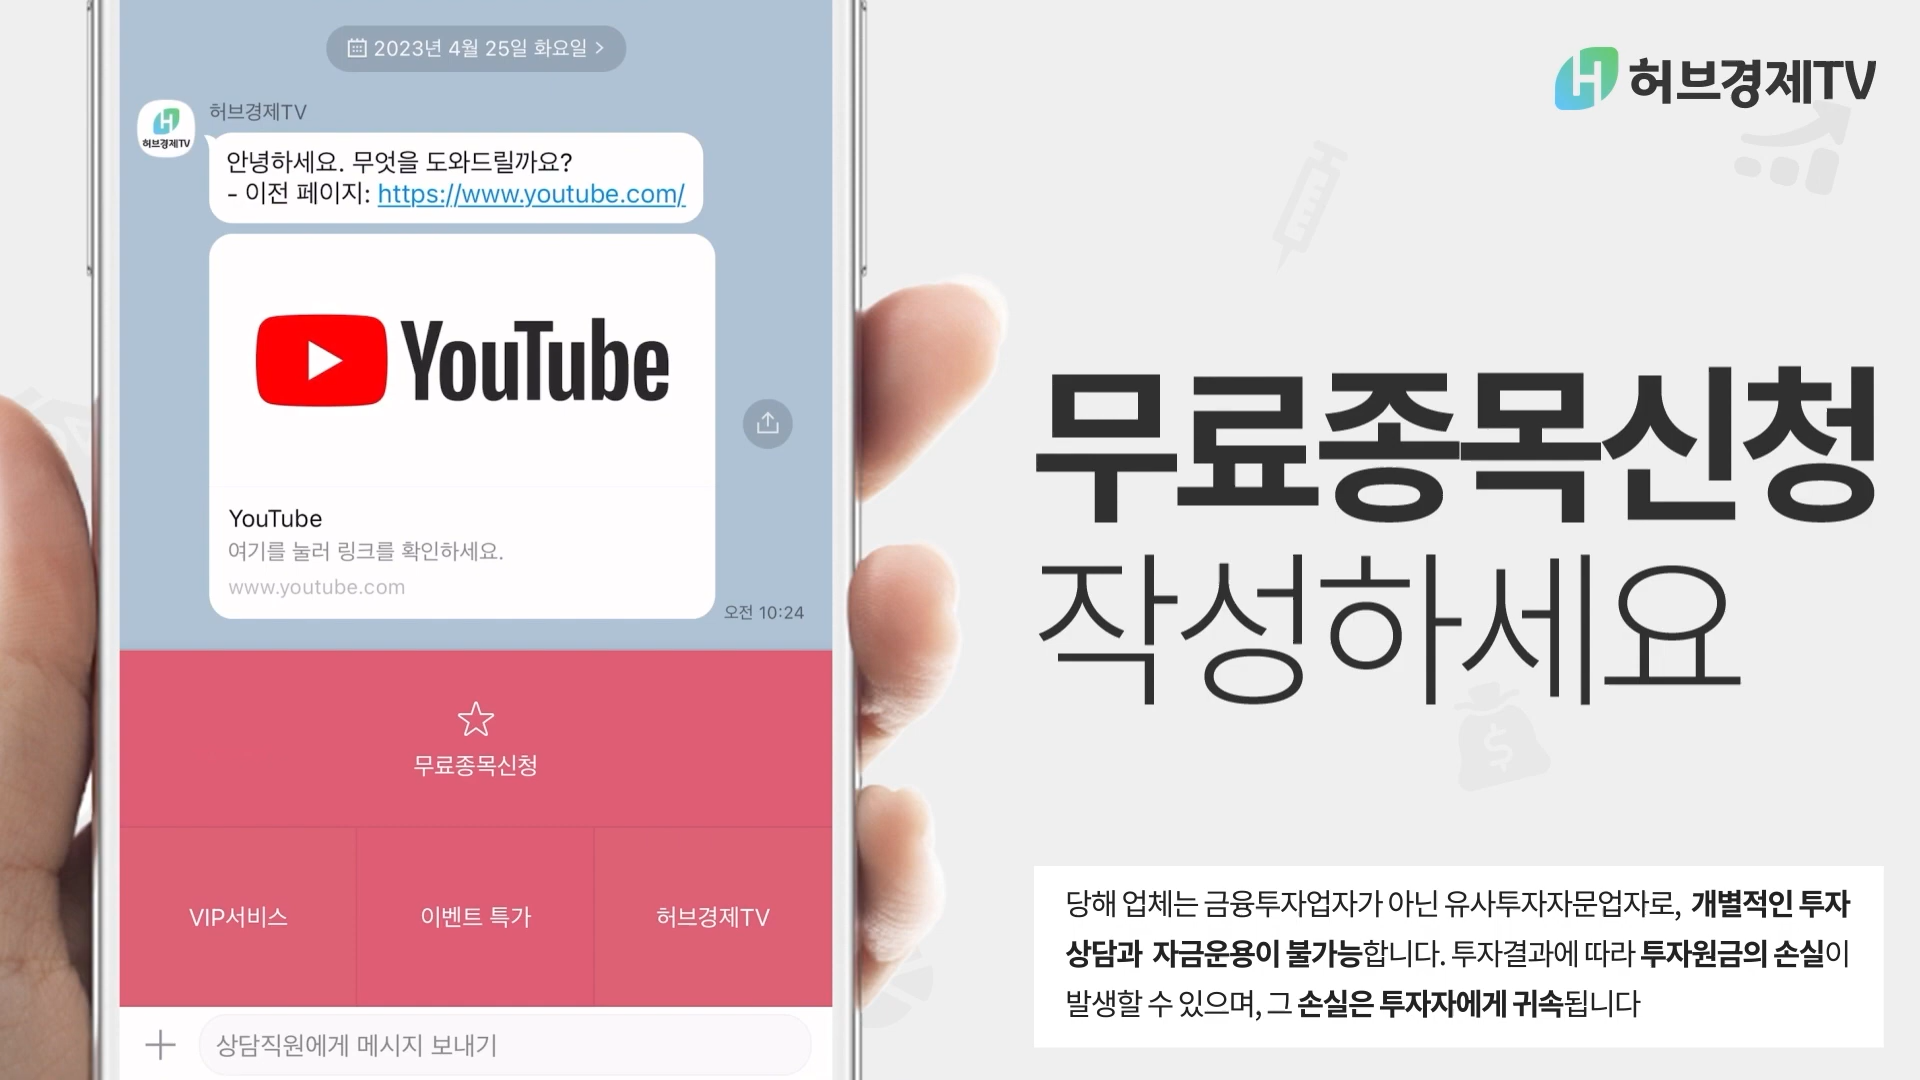 2023년 4월 25일 화요일 >
허브경제TV
허브경제TV
안녕하세요. 무엇을 도와드릴까요?
- 이전 페이지: https://www.youtube.com/
YouTube
YouTube
여기를 눌러 링크를 확인하세요.
www.youtube.com
오전 10:24
무료종목신청
VIP서비스
이벤트 특가
허브경제TV
상담직원에게 메시지 보내기
허브경제TV
무료종목신청
작성하세요
당해 업체는 금융투자업자가 아닌 유사투자자문업자로, 개별적인 투자
상담과 자금운용이 불가능합니다. 투자결과에 따라 투자원금의 손실이
발생할 수 있으며, 그 손실은 투자자에게 귀속됩니다